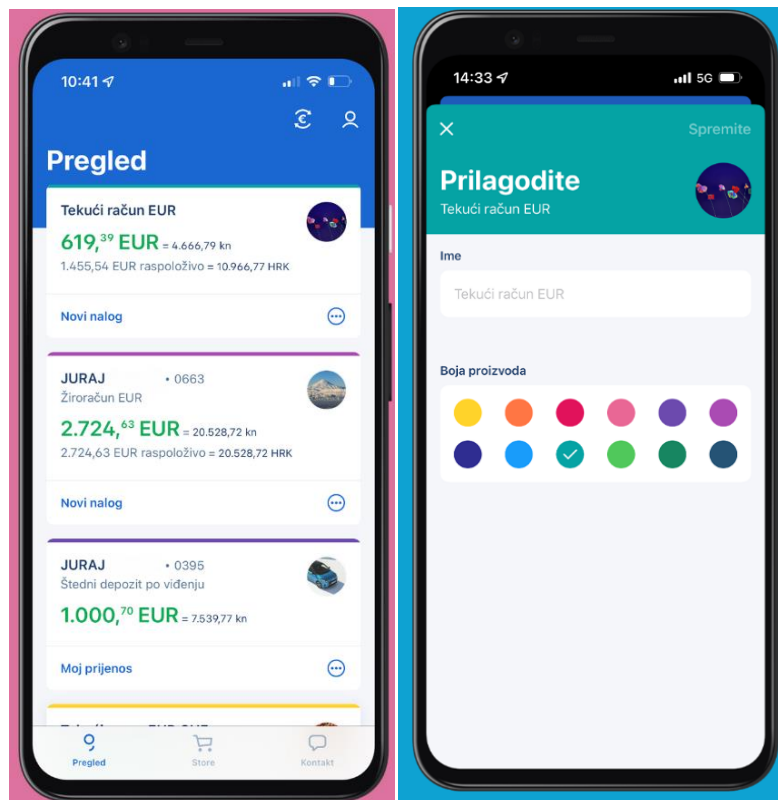 10:41
Pregled
Tekući račun EUR
619,39 EUR = 4.666,79 kn
1.455,54 EUR raspoloživo = 10.966,77 HRK
Novi nalog
JURAJ • 0663
Žiroračun EUR
2.724,63 EUR = 20.528,72 kn
2.724,63 EUR raspoloživo = 20.528,72 HRK
Novi nalog
JURAJ • 0395
Štedni depozit po viđenju
1.000,70 EUR = 7.539,77 kn
Moj prijenos
Pregled Store Kontakt
14:33 5G
Spremite
Prilagodite
Tekući račun EUR
Ime
Tekući račun EUR
Boja proizvoda